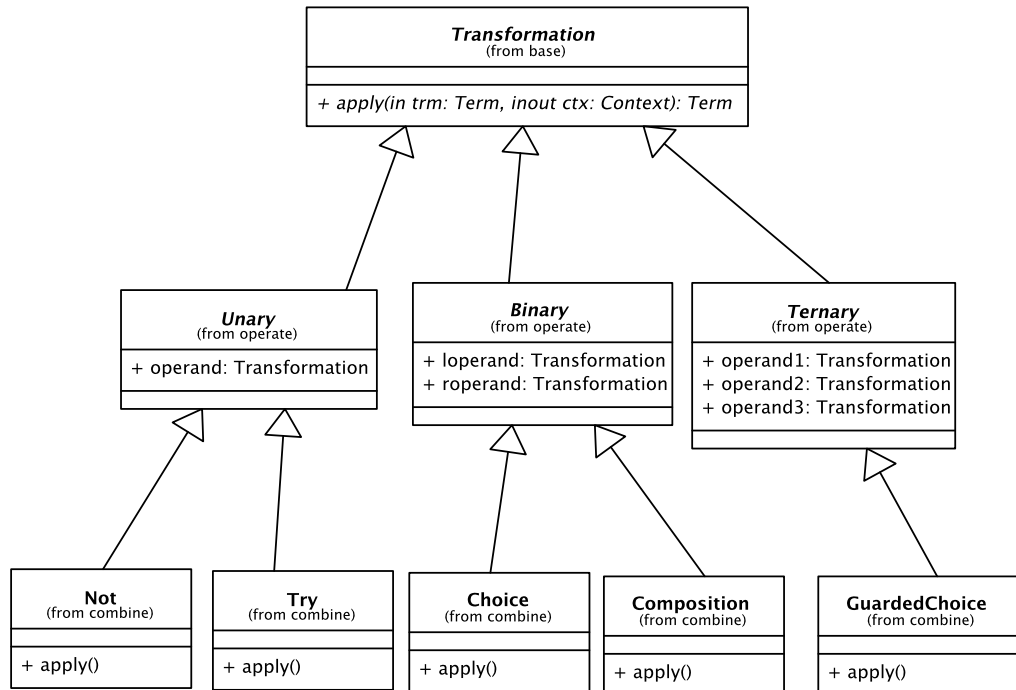 Transformation
(from base)
+ apply(in trm: Term, inout ctx: Context): Term
Unary
(from operate)
+ operand: Transformation
Binary
(from operate)
+ loperand: Transformation
+ roperand: Transformation
Ternary
(from operate)
+ operand1: Transformation
+ operand2: Transformation
+ operand3: Transformation
Not
(from combine)
+ apply()
Try
(from combine)
+ apply()
Choice
(from combine)
+ apply()
Composition
(from combine)
+ apply()
GuardedChoice
(from combine)
+ apply()